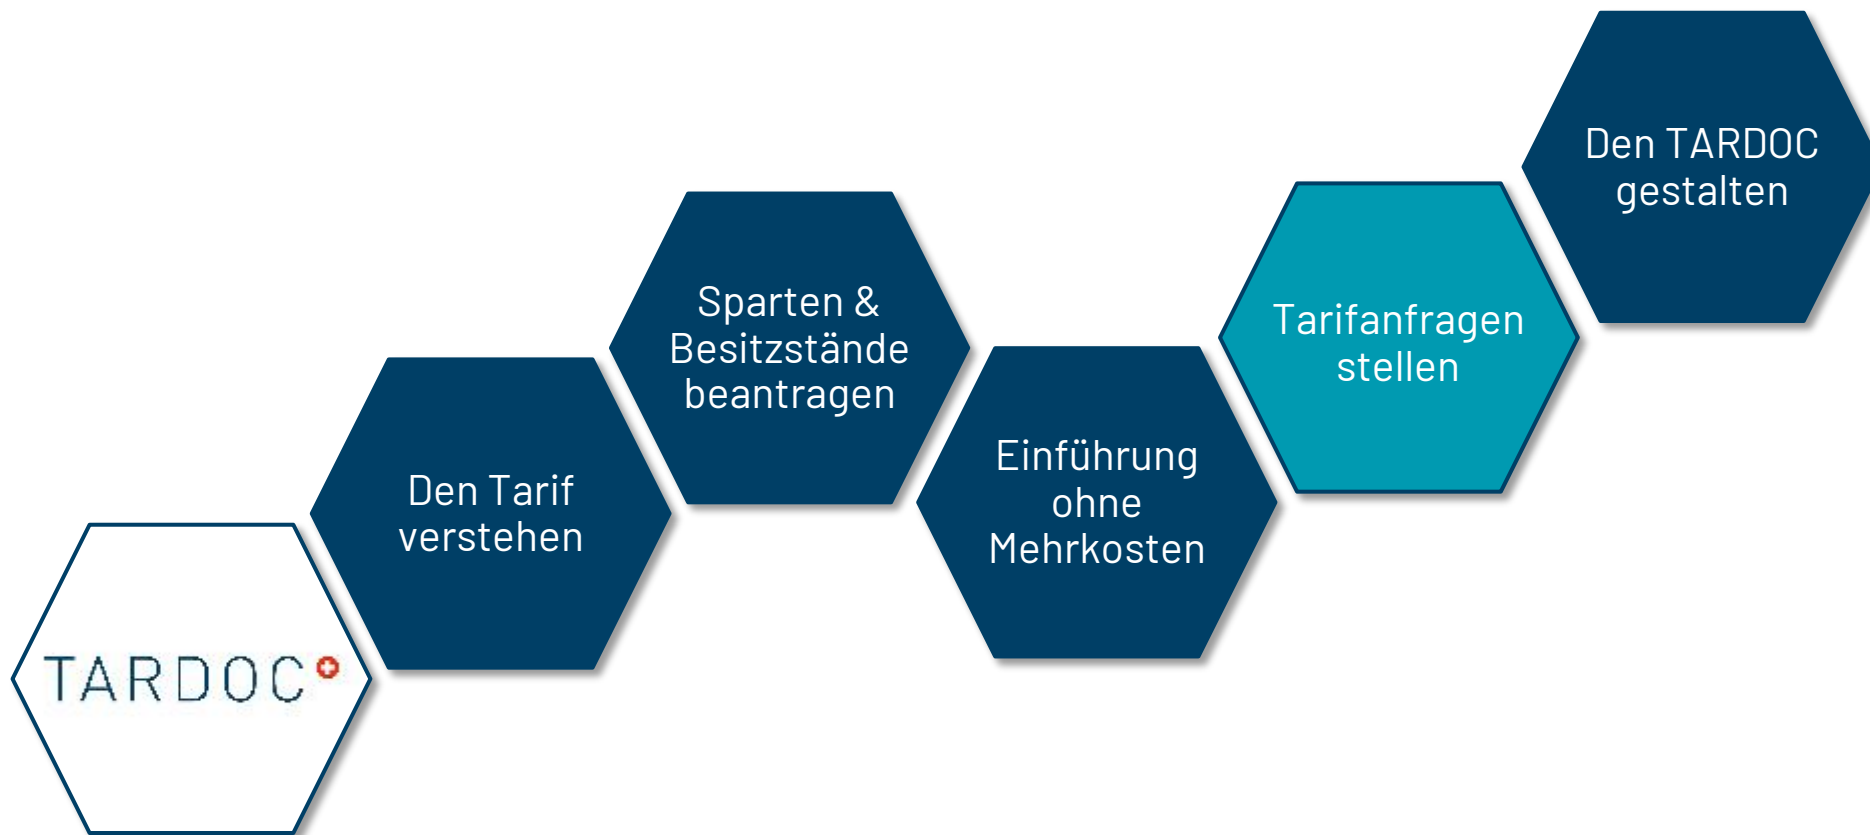 TARDOC
Den Tarif
verstehen
Sparten &
Besitzstände
beantragen
Einführung
ohne
Mehrkosten
Tarifanfragen
stellen
Den TARDOC
gestalten